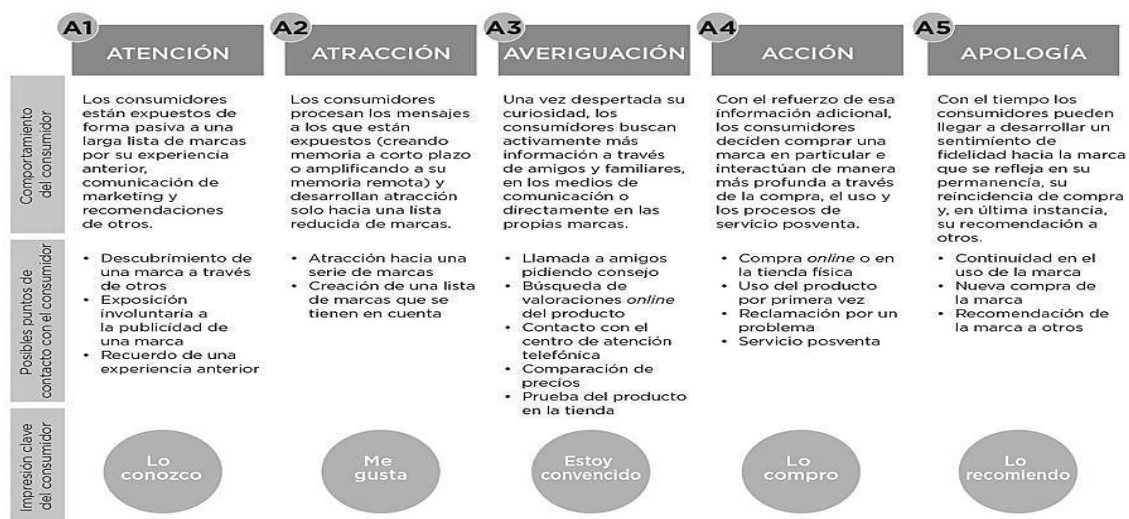 A1
ATENCIÓN
A2
ATRACCIÓN
A3
AVERIGUACIÓN
A4
ACCIÓN
A5
APOLOGÍA
Comportamiento
del consumidor
Los consumidores
están expuestos de
forma pasiva a una
larga lista de marcas
por su experiencia
anterior,
comunicación de
marketing y
recomendaciones
de otros.
Los consumidores
procesan los mensajes
a los que están
expuestos (creando
memoria a corto plazo
o amplificando a su
memoria remota) y
desarrollan atracción
solo hacia una lista
reducida de marcas.
Una vez despertada su
curiosidad, los
consumidores buscan
activamente más
información a través
de amigos y familiares,
en los medios de
comunicación o
directamente en las
propias marcas.
Con el refuerzo de esa
información adicional,
los consumidores
deciden comprar una
marca en particular e
interactúan de manera
más profunda a través
de la compra, el uso y
los procesos de
servicio posventa.
Con el tiempo los
consumidores pueden
llegar a desarrollar un
sentimiento de
fidelidad hacia la marca
que se refleja en su
permanencia, su
reincidencia de compra
y, en última instancia,
su recomendación a
otros.
Posibles puntos de
contacto con el consumidor
• Descubrimiento de
una marca a través
de otros
• Exposición
involuntaria a
la publicidad de
una marca
• Recuerdo de una
experiencia anterior
• Atracción hacia una
serie de marcas
• Creación de una lista
de marcas que se
tienen en cuenta
• Llamada a amigos
pidiendo consejo
• Búsqueda de
valoraciones online
del producto
• Contacto con el
centro de atención
telefónica
• Comparación de
precios
• Prueba del producto
en la tienda
• Compra online o en
la tienda física
• Uso del producto
por primera vez
• Reclamación por un
problema
• Servicio posventa
• Continuidad en el
uso de la marca
• Nueva compra de
la marca
• Recomendación de
la marca a otros
Impresión clave
del consumidor
Lo
conozco
Me
gusta
Estoy
convencido
Lo
compro
Lo
recomiendo